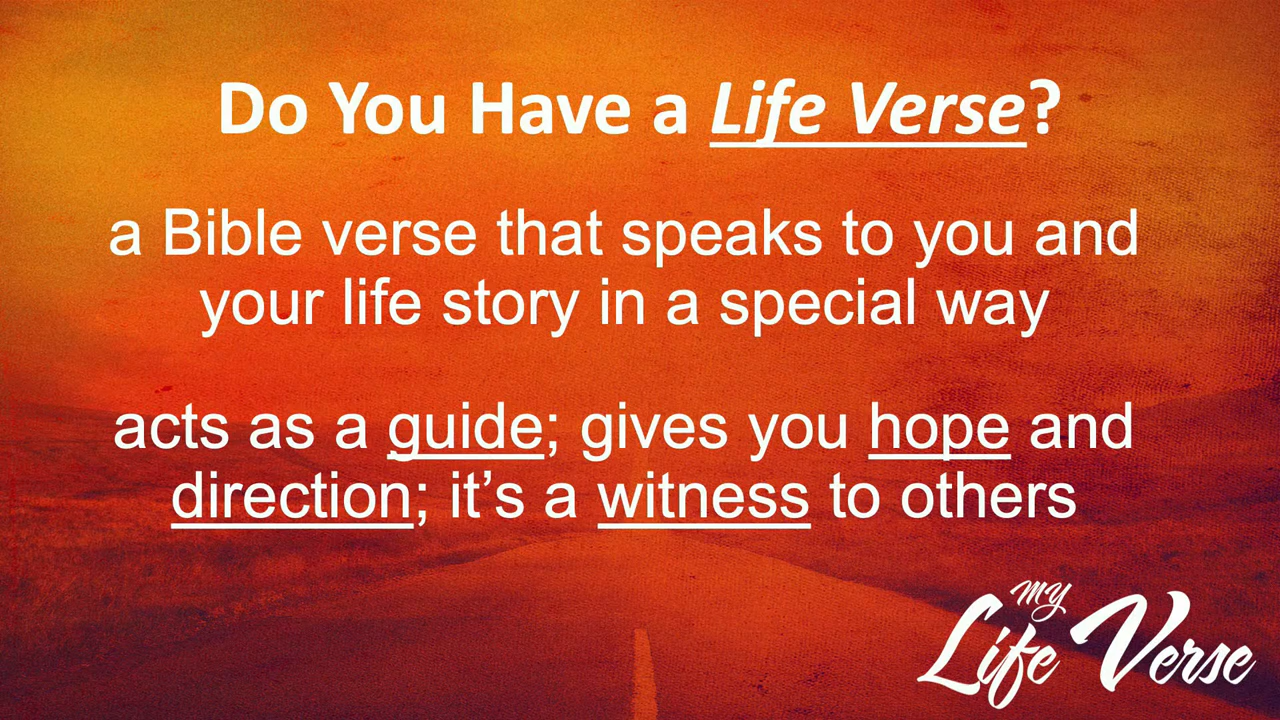 Do You Have a Life Verse?
a Bible verse that speaks to you and
your life story in a special way
acts as a guide; gives you hope and
direction; it’s a witness to others
MY
Life Verse